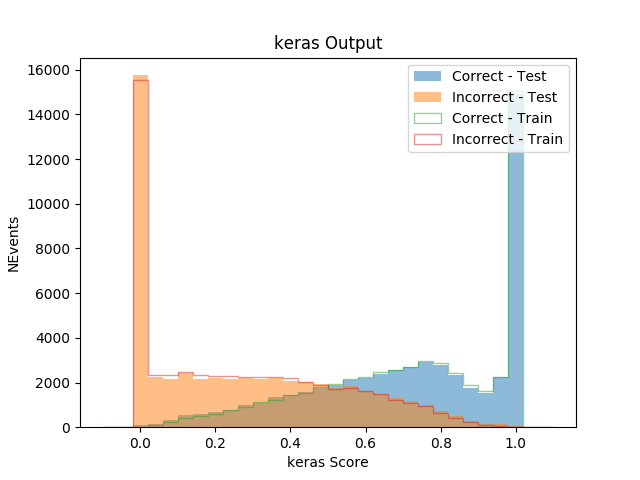 keras Output
16000
14000
12000
10000
8000
6000
4000
2000
0
NEvents
Correct - Test
Incorrect - Test
Correct - Train
Incorrect - Train
0.0 0.2 0.4 0.6 0.8 1.0
keras Score